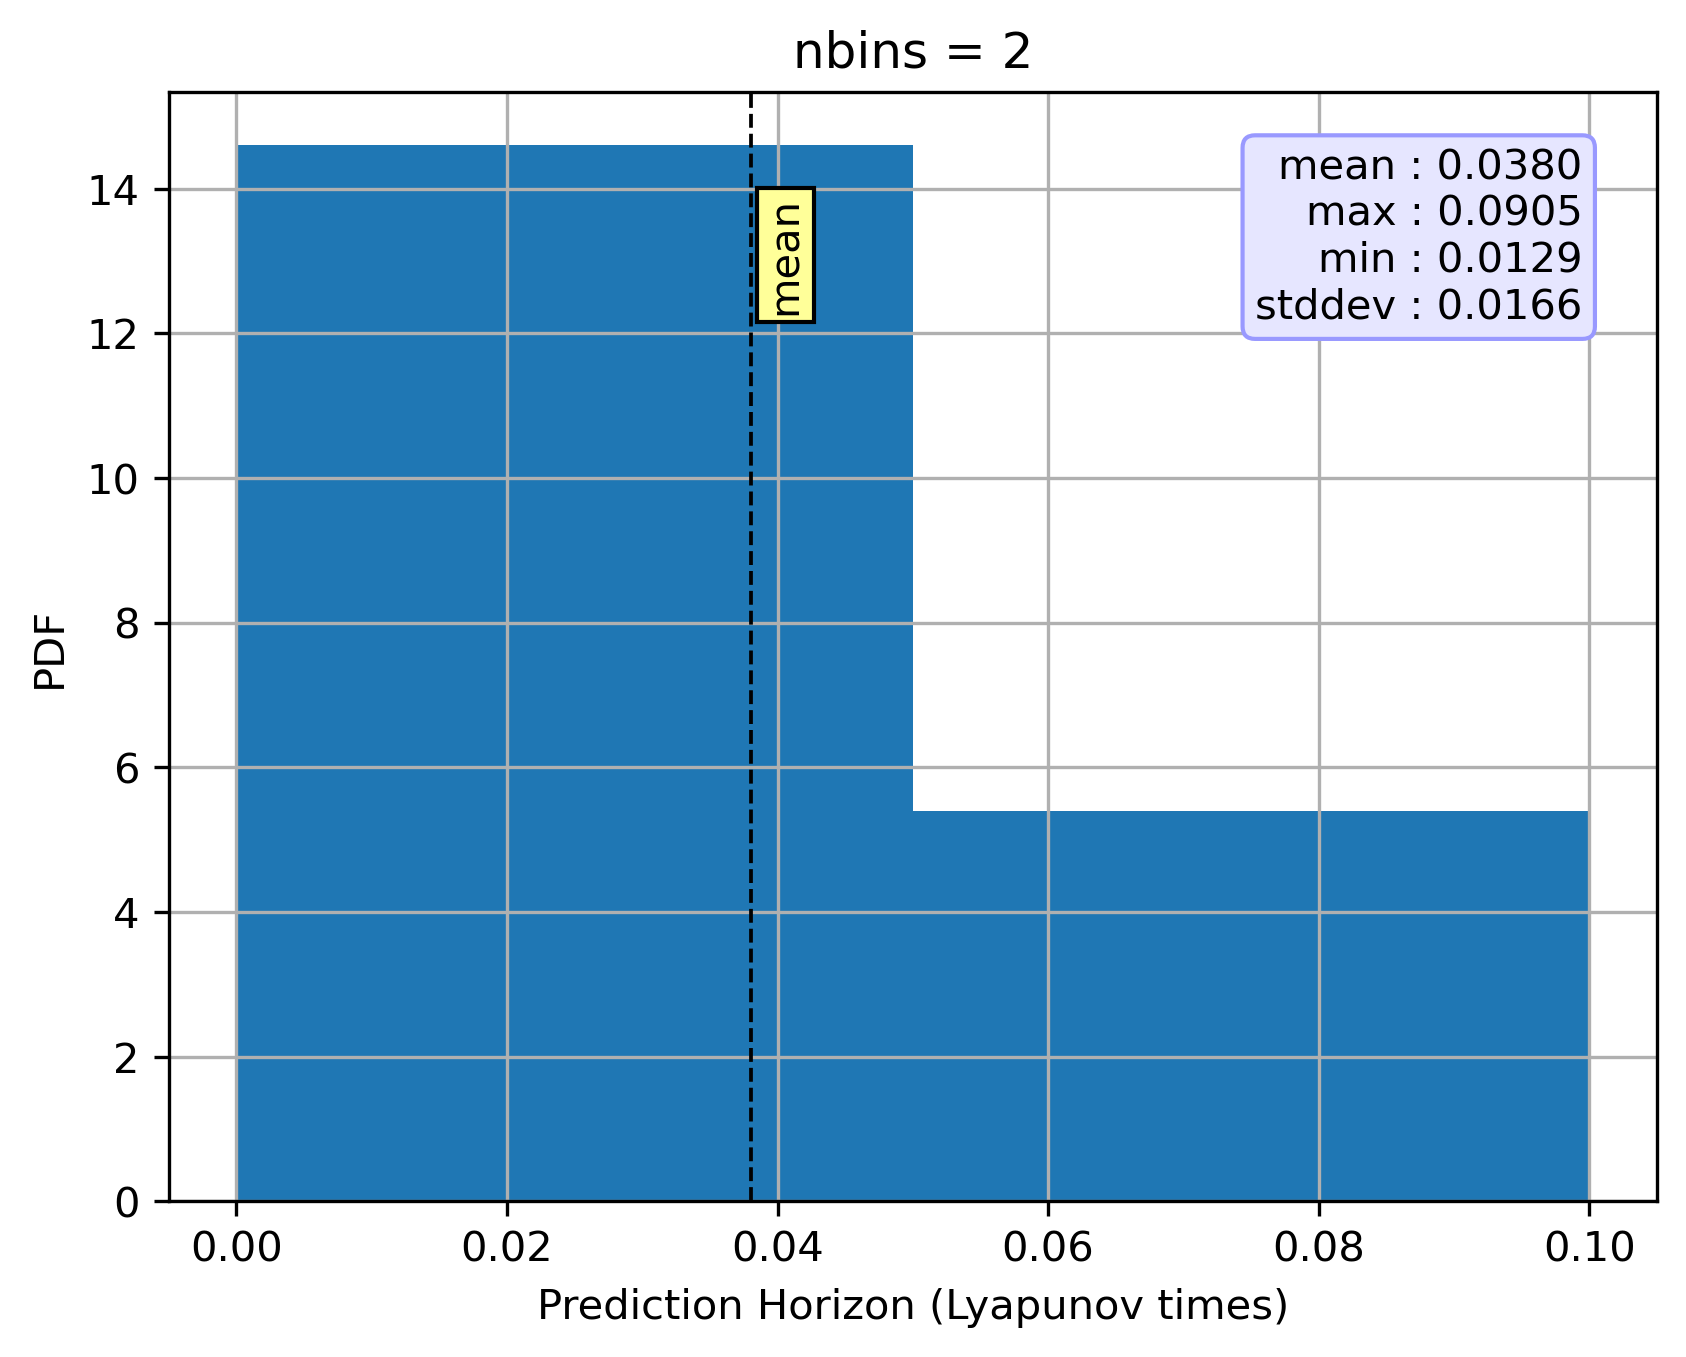 nbins = 2
mean : 0.0380
max : 0.0905
min : 0.0129
stddev : 0.0166
mean
14
12
10
8
6
4
2
0
PDF
0.00 0.02 0.04 0.06 0.08 0.10
Prediction Horizon (Lyapunov times)